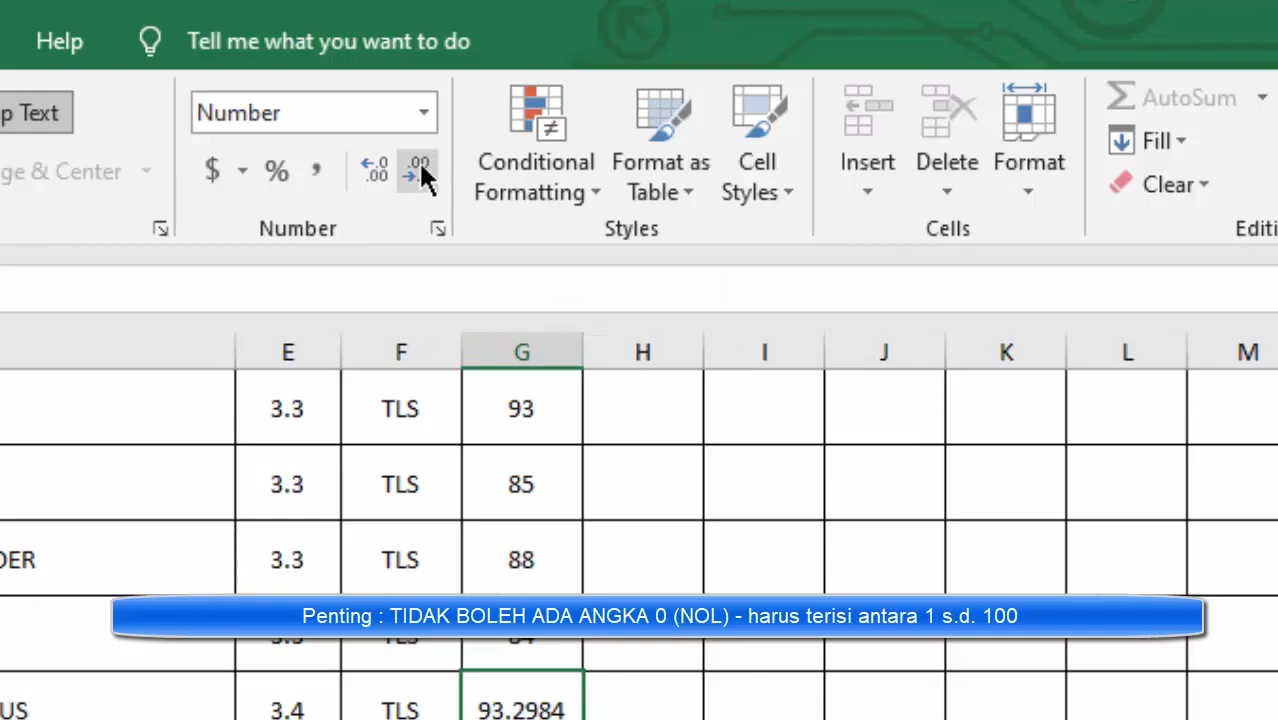 Help Tell me what you want to do
p Text Number AutoSum
ge & Center $ % , .0 .00 .00 Conditional Formatting Format as Table Cell Styles Insert Delete Format Fill
Clear
Number Styles Cells Editi
E F G H I J K L M
3.3 TLS 93
3.3 TLS 85
DER 3.3 TLS 88
Penting : TIDAK BOLEH ADA ANGKA 0 (NOL) - harus terisi antara 1 s.d. 100
US 3.4 TLS 93.2984